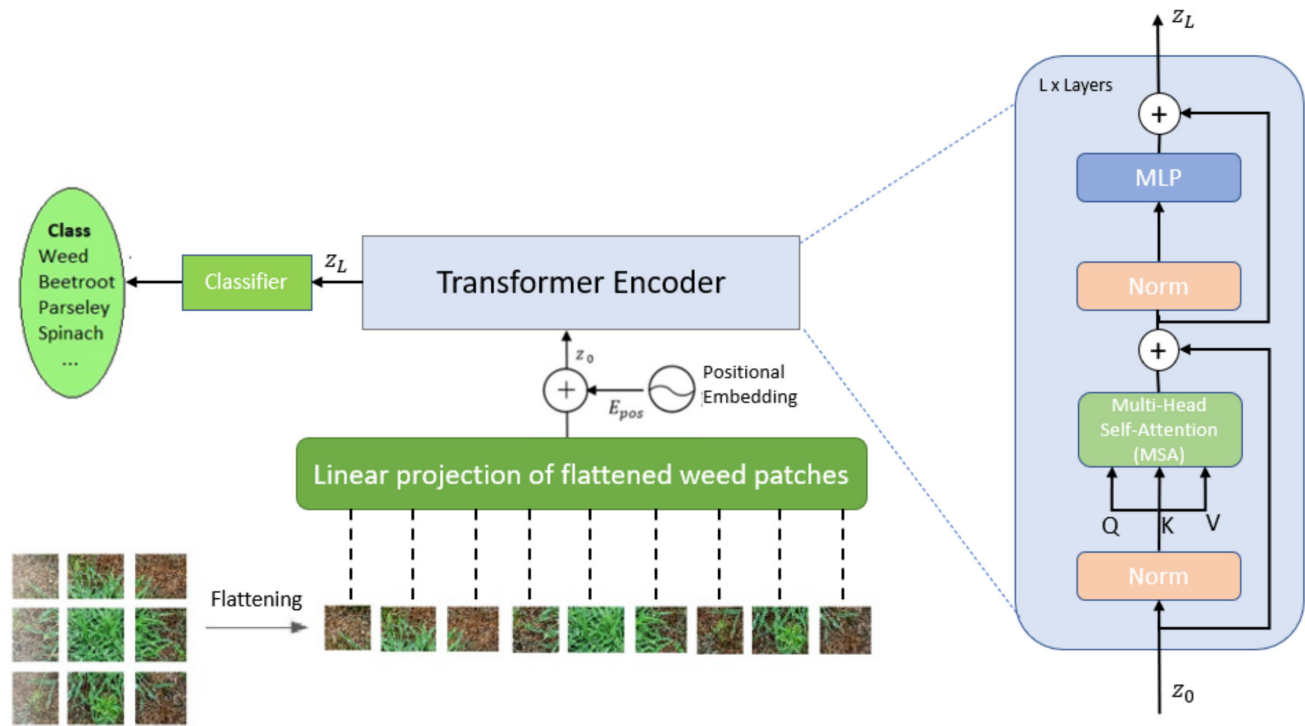 z_L
L x Layers
+
MLP
Norm
+
Multi-Head
Self-Attention
(MSA)
Q K V
Norm
z_0
Class
Weed
Beetroot
Parseley
Spinach
...
Classifier
z_L
Transformer Encoder
z_0
+
E_pos
Positional
Embedding
Linear projection of flattened weed patches
Flattening